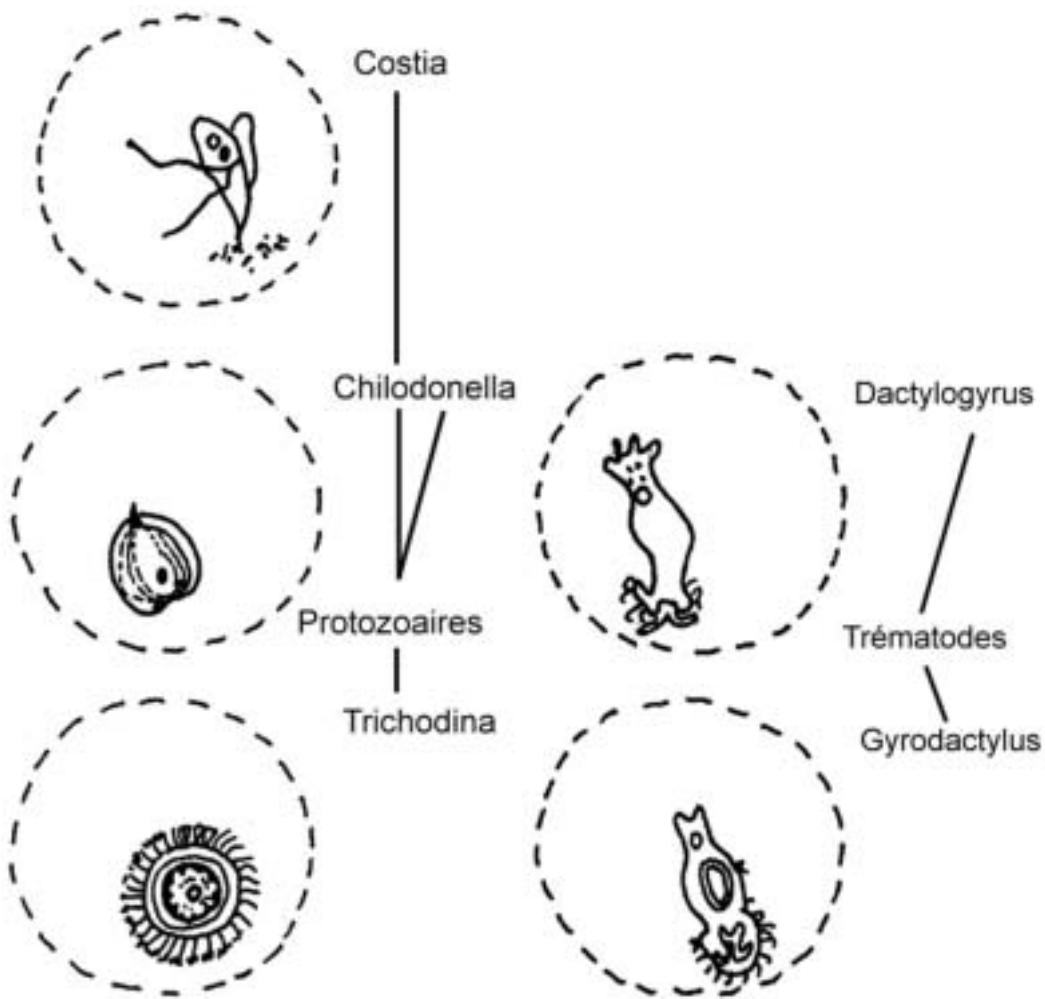 Costia
Chilodonella
Protozoaires
Trichodina
Dactylogyrus
Trématodes
Gyrodactylus